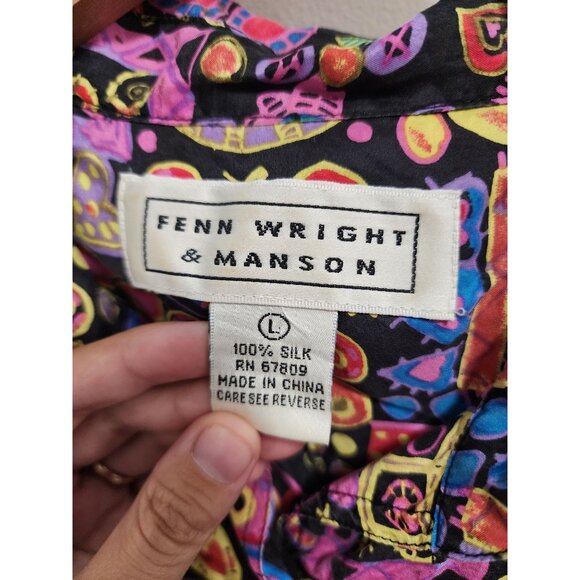 FENN WRIGHT
& MANSON
L
100% SILK
RN 67809
MADE IN CHINA
CARE SEE REVERSE